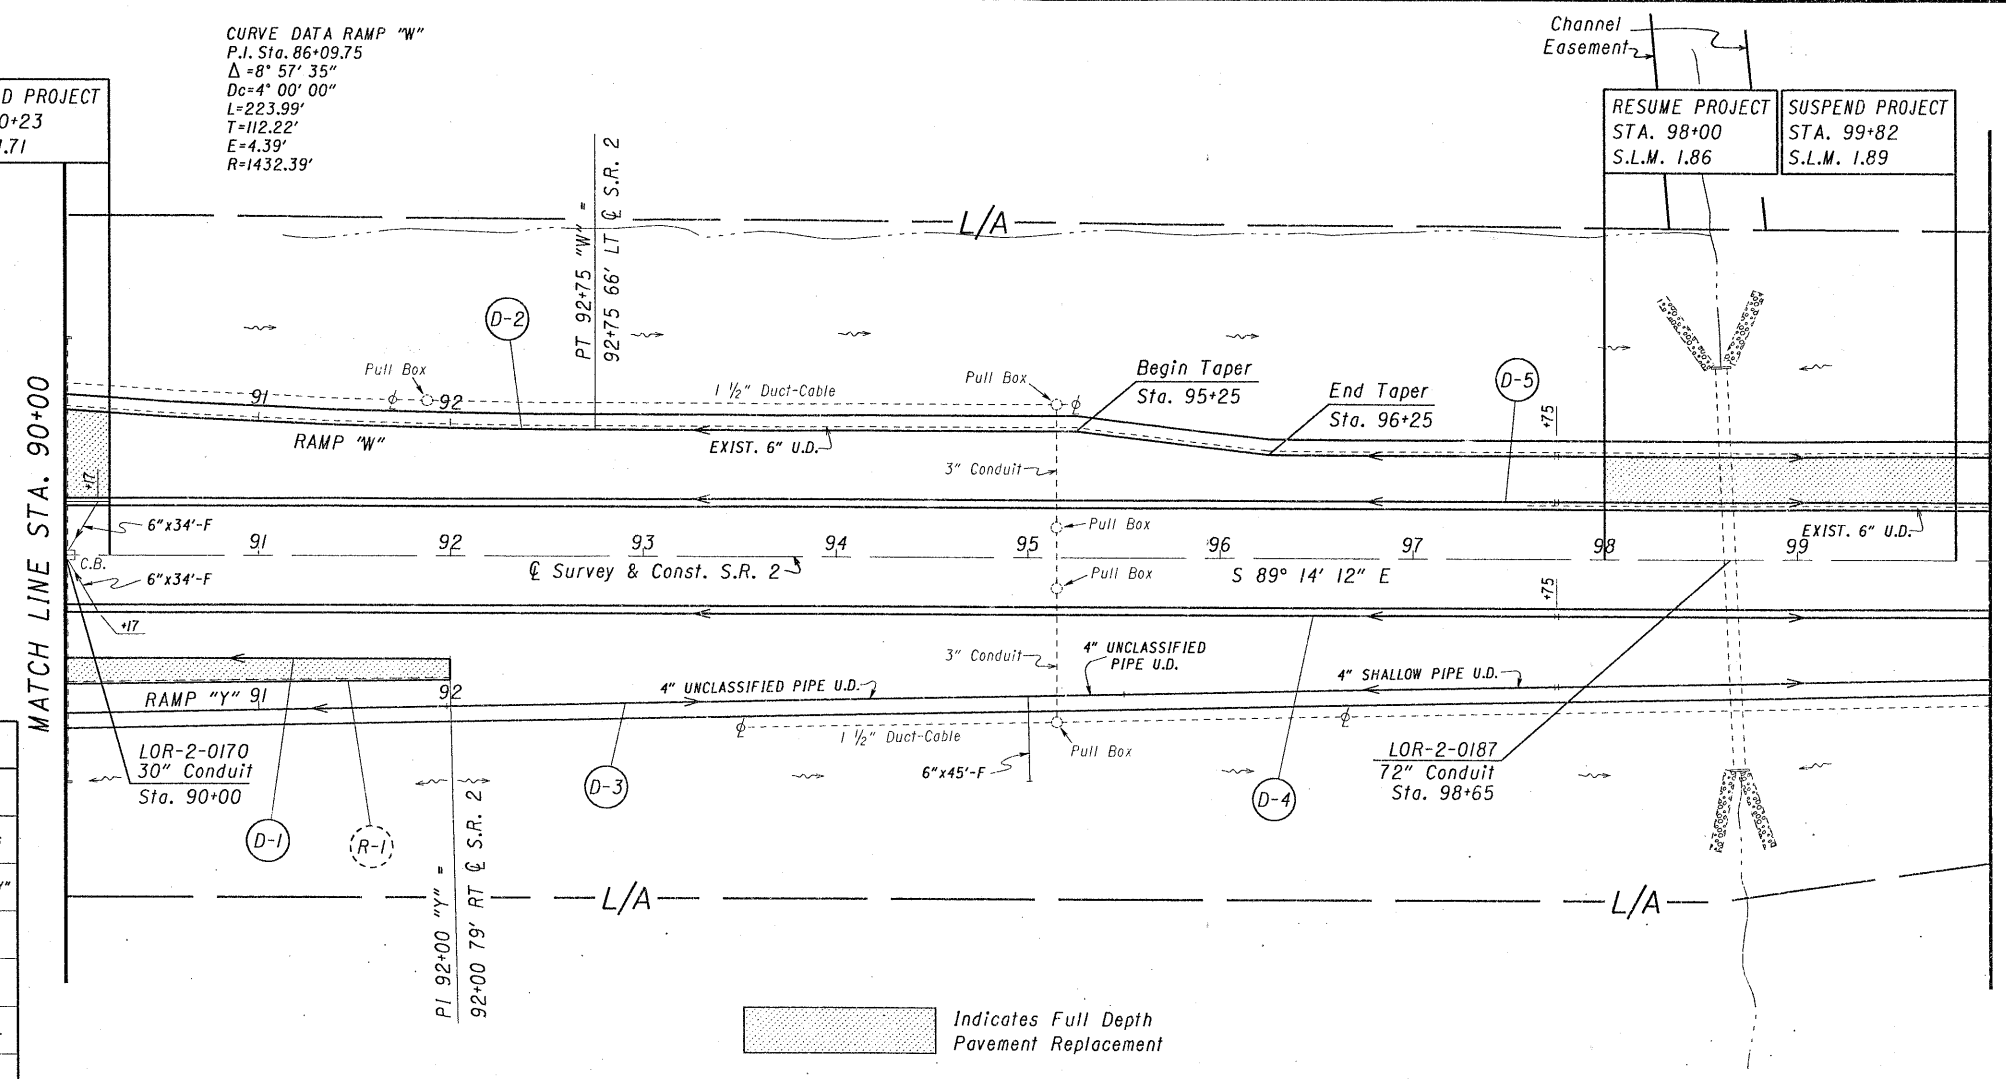 CURVE DATA RAMP "W"
P.I. Sta. 86+09.75
Δ =8° 57' 35"
Dc=4° 00' 00"
L=223.99'
T=112.22'
E=4.39'
R=1432.39'
D PROJECT
0+23
1.71
Channel
Easement
RESUME PROJECT
STA. 98+00
S.L.M. 1.86
SUSPEND PROJECT
STA. 99+82
S.L.M. 1.89
L/A
PT 92+75 "W" =
92+75 66' LT ℄ S.R. 2
D-2
Pull Box
91
92
1 ½" Duct-Cable
Pull Box
Begin Taper
Sta. 95+25
End Taper
Sta. 96+25
D-5
+75
RAMP "W"
EXIST. 6" U.D.
3" Conduit
MATCH LINE STA. 90+00
+17
6"x34'-F
Pull Box
EXIST. 6" U.D.
91
92
93
94
95
96
97
98
99
C.B.
6"x34'-F
℄ Survey & Const. S.R. 2
Pull Box
S 89° 14' 12" E
+75
+17
3" Conduit
4" UNCLASSIFIED
PIPE U.D.
4" UNCLASSIFIED PIPE U.D.
4" SHALLOW PIPE U.D.
RAMP "Y" 91
92
1 ½" Duct-Cable
Pull Box
LOR-2-0170
30" Conduit
Sta. 90+00
6"x45'-F
LOR-2-0187
72" Conduit
Sta. 98+65
D-1
R-1
D-3
D-4
PI 92+00 "Y" =
92+00 79' RT ℄ S.R. 2
L/A
L/A
Indicates Full Depth
Pavement Replacement